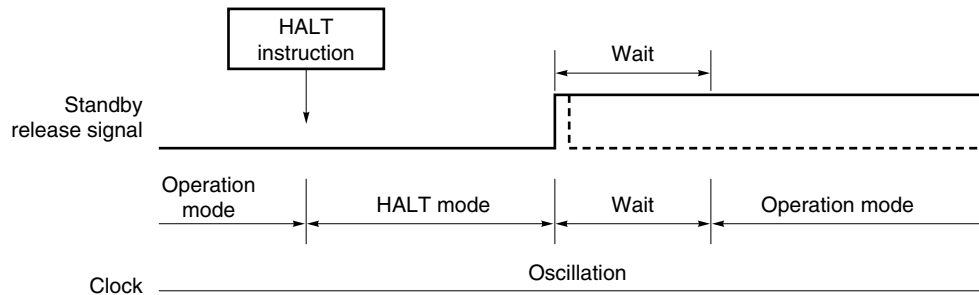 HALT
instruction
Wait
Standby
release signal
Operation
mode
HALT mode
Wait
Operation mode
Oscillation
Clock